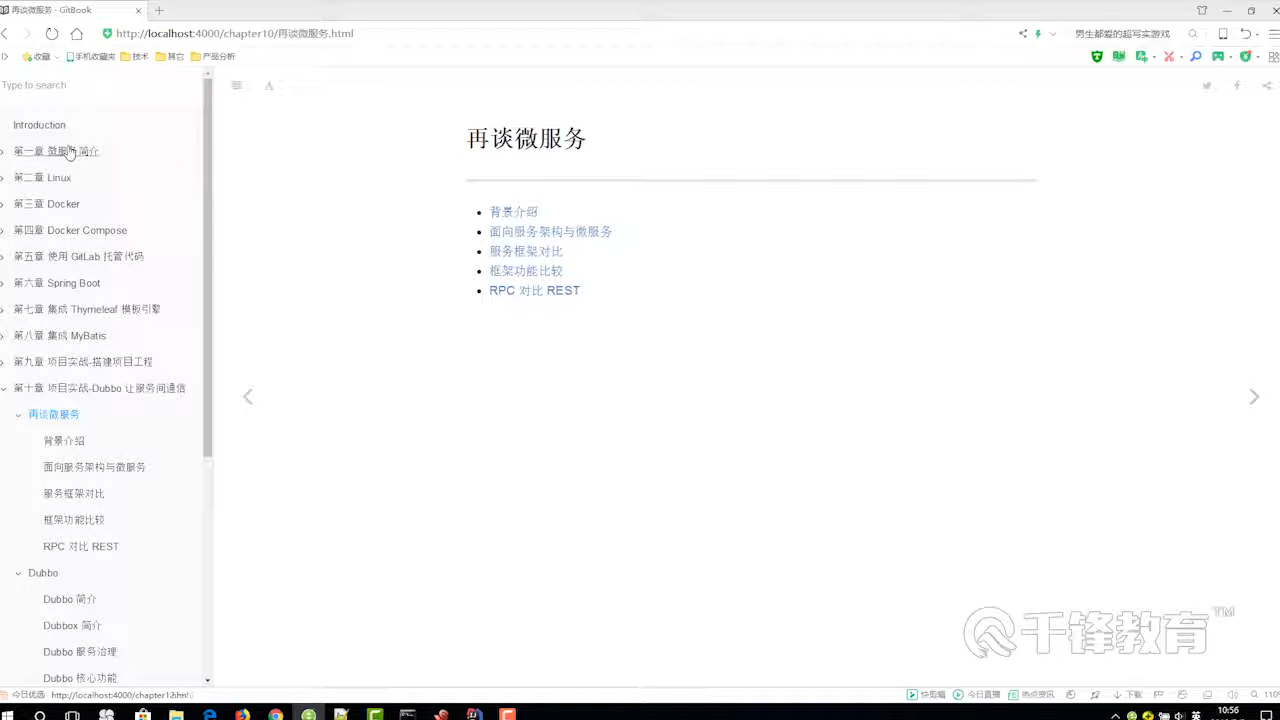 再谈微服务 · GitBook
http://localhost:4000/chapter10/再谈微服务.html
男生都爱的超写实游戏
收藏 手机收藏夹 技术 其它 产品分析
Type to search
A
Introduction
第一章 微服务简介
第二章 Linux
第三章 Docker
第四章 Docker Compose
第五章 使用 GitLab 托管代码
第六章 Spring Boot
第七章 集成 Thymeleaf 模板引擎
第八章 集成 MyBatis
第九章 项目实战-搭建项目工程
第十章 项目实战-Dubbo 让服务间通信
再谈微服务
背景介绍
面向服务架构与微服务
服务框架对比
框架功能比较
RPC 对比 REST
Dubbo
Dubbo 简介
Dubbox 简介
Dubbo 服务治理
Dubbo 核心功能
再谈微服务
背景介绍
面向服务架构与微服务
服务框架对比
框架功能比较
RPC 对比 REST
千锋教育™
今日优选
快剪辑 今日直播 热点资讯 下载
英 10:56